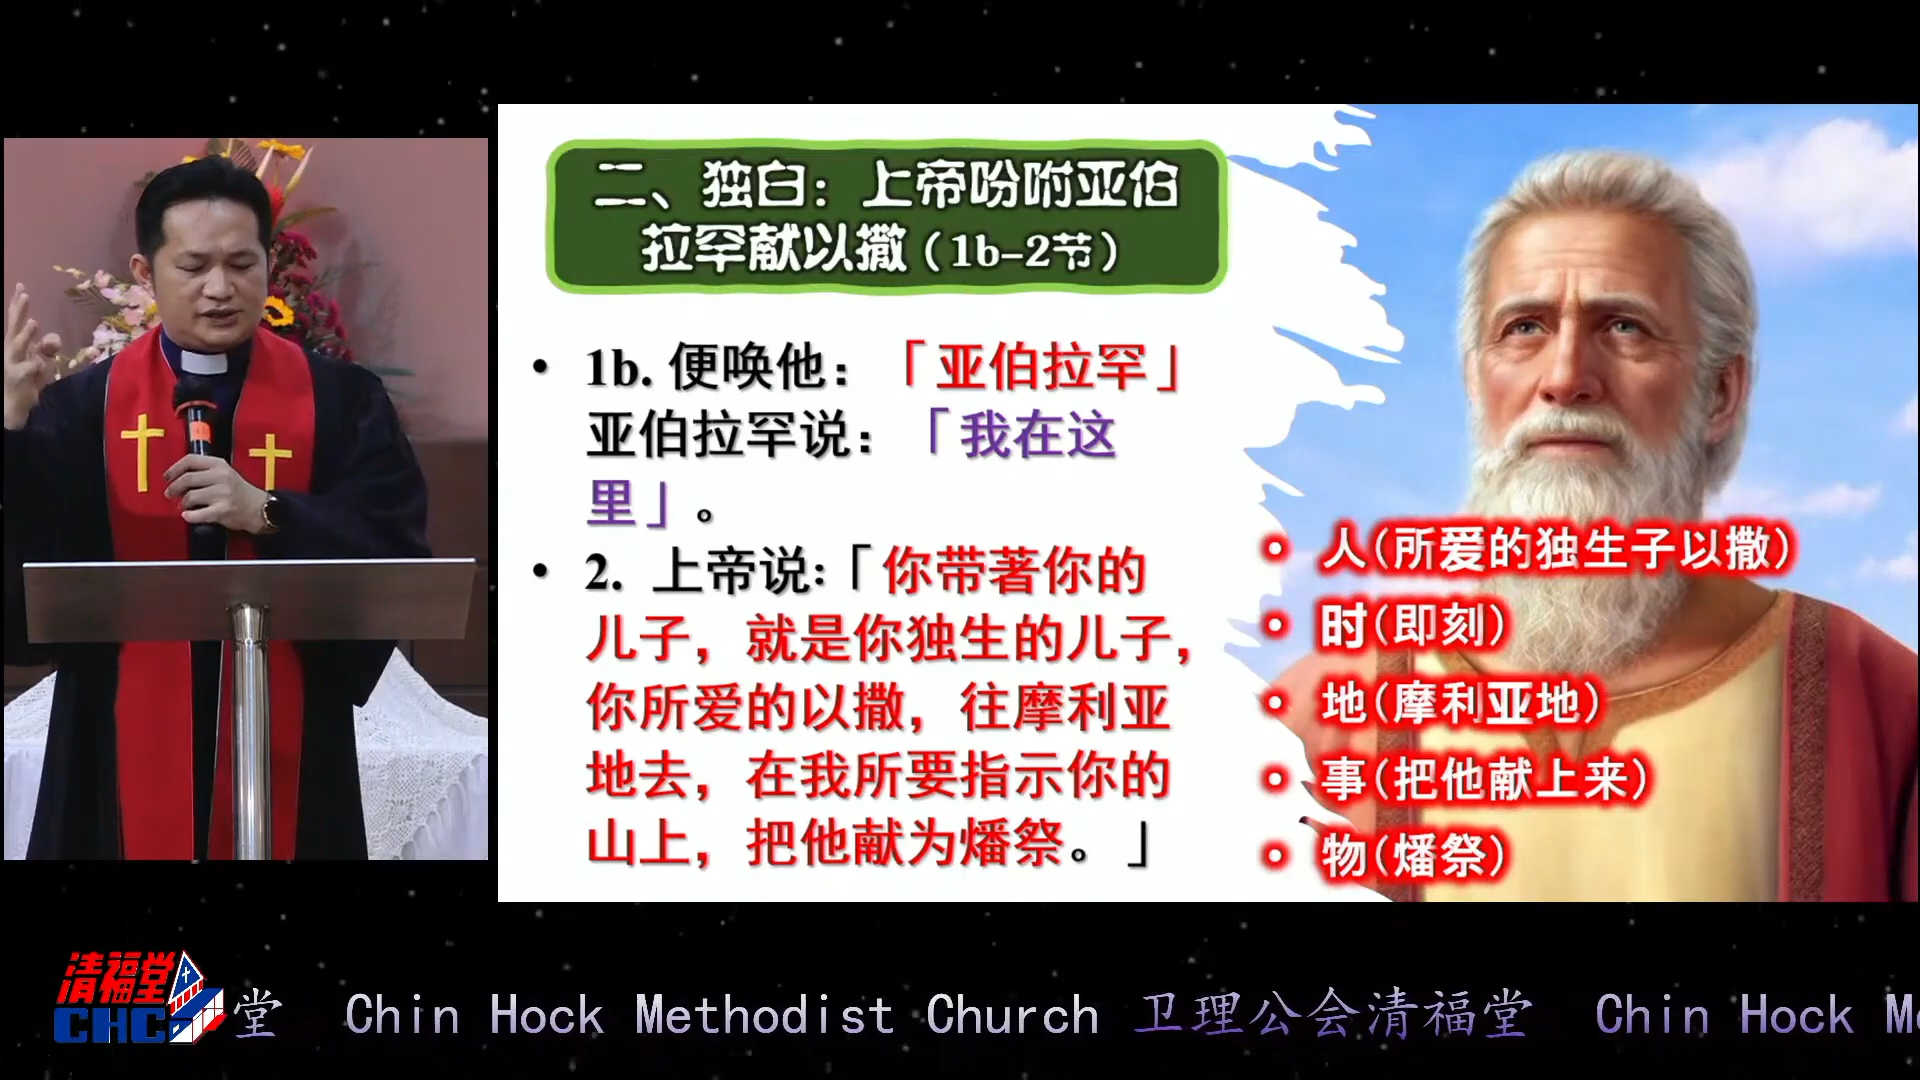 二、独白：上帝吩咐亚伯
拉罕献以撒（1b-2节）
• 1b. 便唤他：「亚伯拉罕」
亚伯拉罕说：「我在这
里」。
• 2. 上帝说：「你带著你的
儿子，就是你独生的儿子，
你所爱的以撒，往摩利亚
地去，在我所要指示你的
山上，把他献为燔祭。」
• 人（所爱的独生子以撒）
• 时（即刻）
• 地（摩利亚地）
• 事（把他献上来）
• 物（燔祭）
清福堂
CHC
堂 Chin Hock Methodist Church 卫理公会清福堂 Chin Hock M